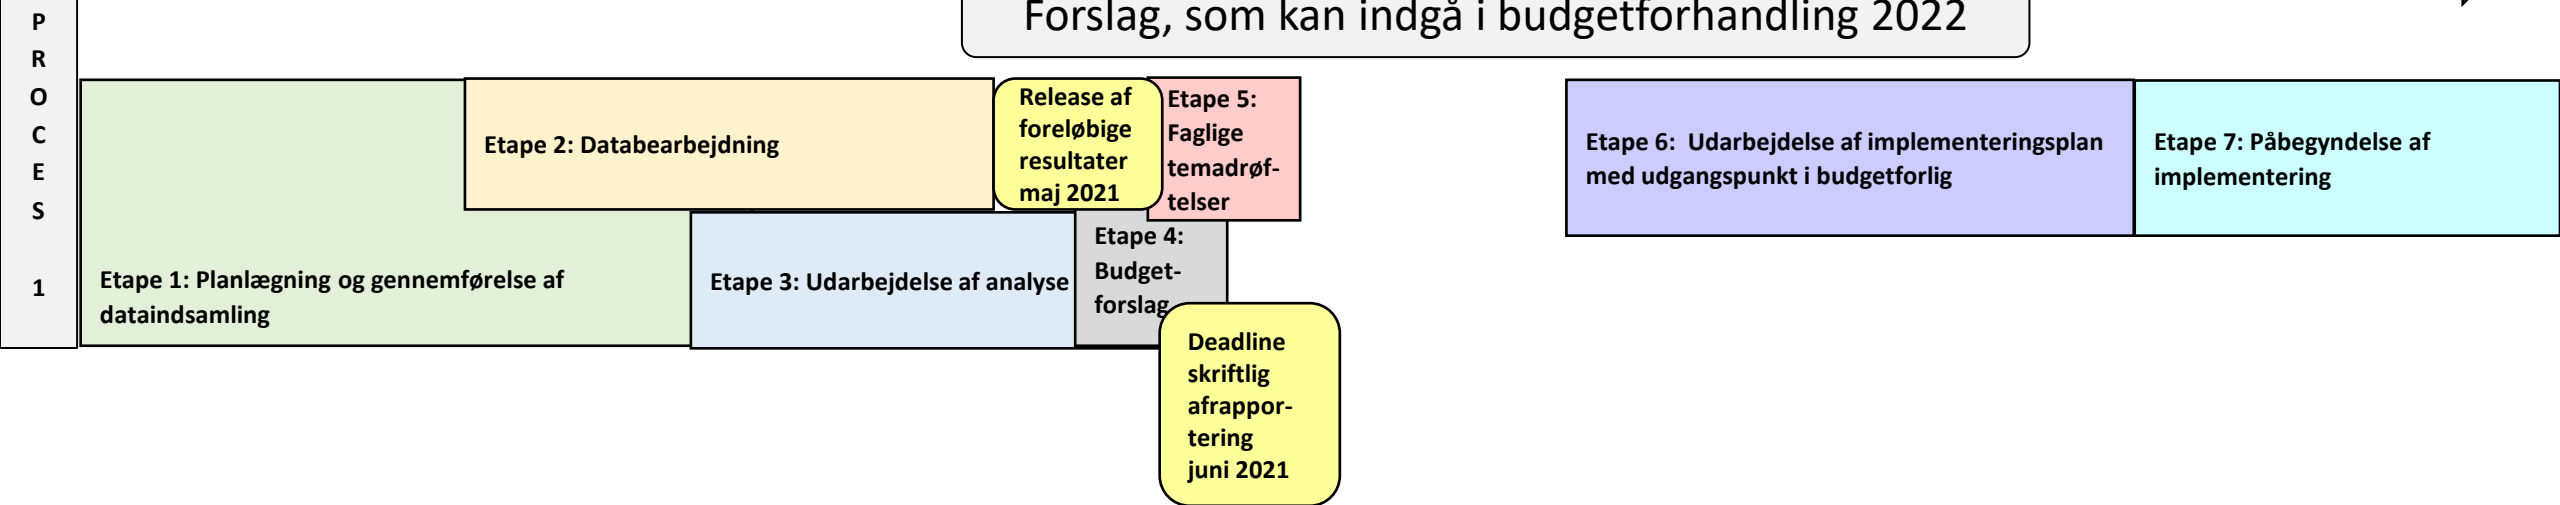 Forslag, som kan indgå i budgetforhandling 2022
P
R
O
C
E
S
1
Etape 1: Planlægning og gennemførelse af
dataindsamling
Etape 2: Databearbejdning
Etape 3: Udarbejdelse af analyse
Release af
foreløbige
resultater
maj 2021
Etape 4:
Budget-
forslag
Etape 5:
Faglige
temadrøf-
telser
Deadline
skriftlig
afrappor-
tering
juni 2021
Etape 6:  Udarbejdelse af implementeringsplan
med udgangspunkt i budgetforlig
Etape 7: Påbegyndelse af
implementering